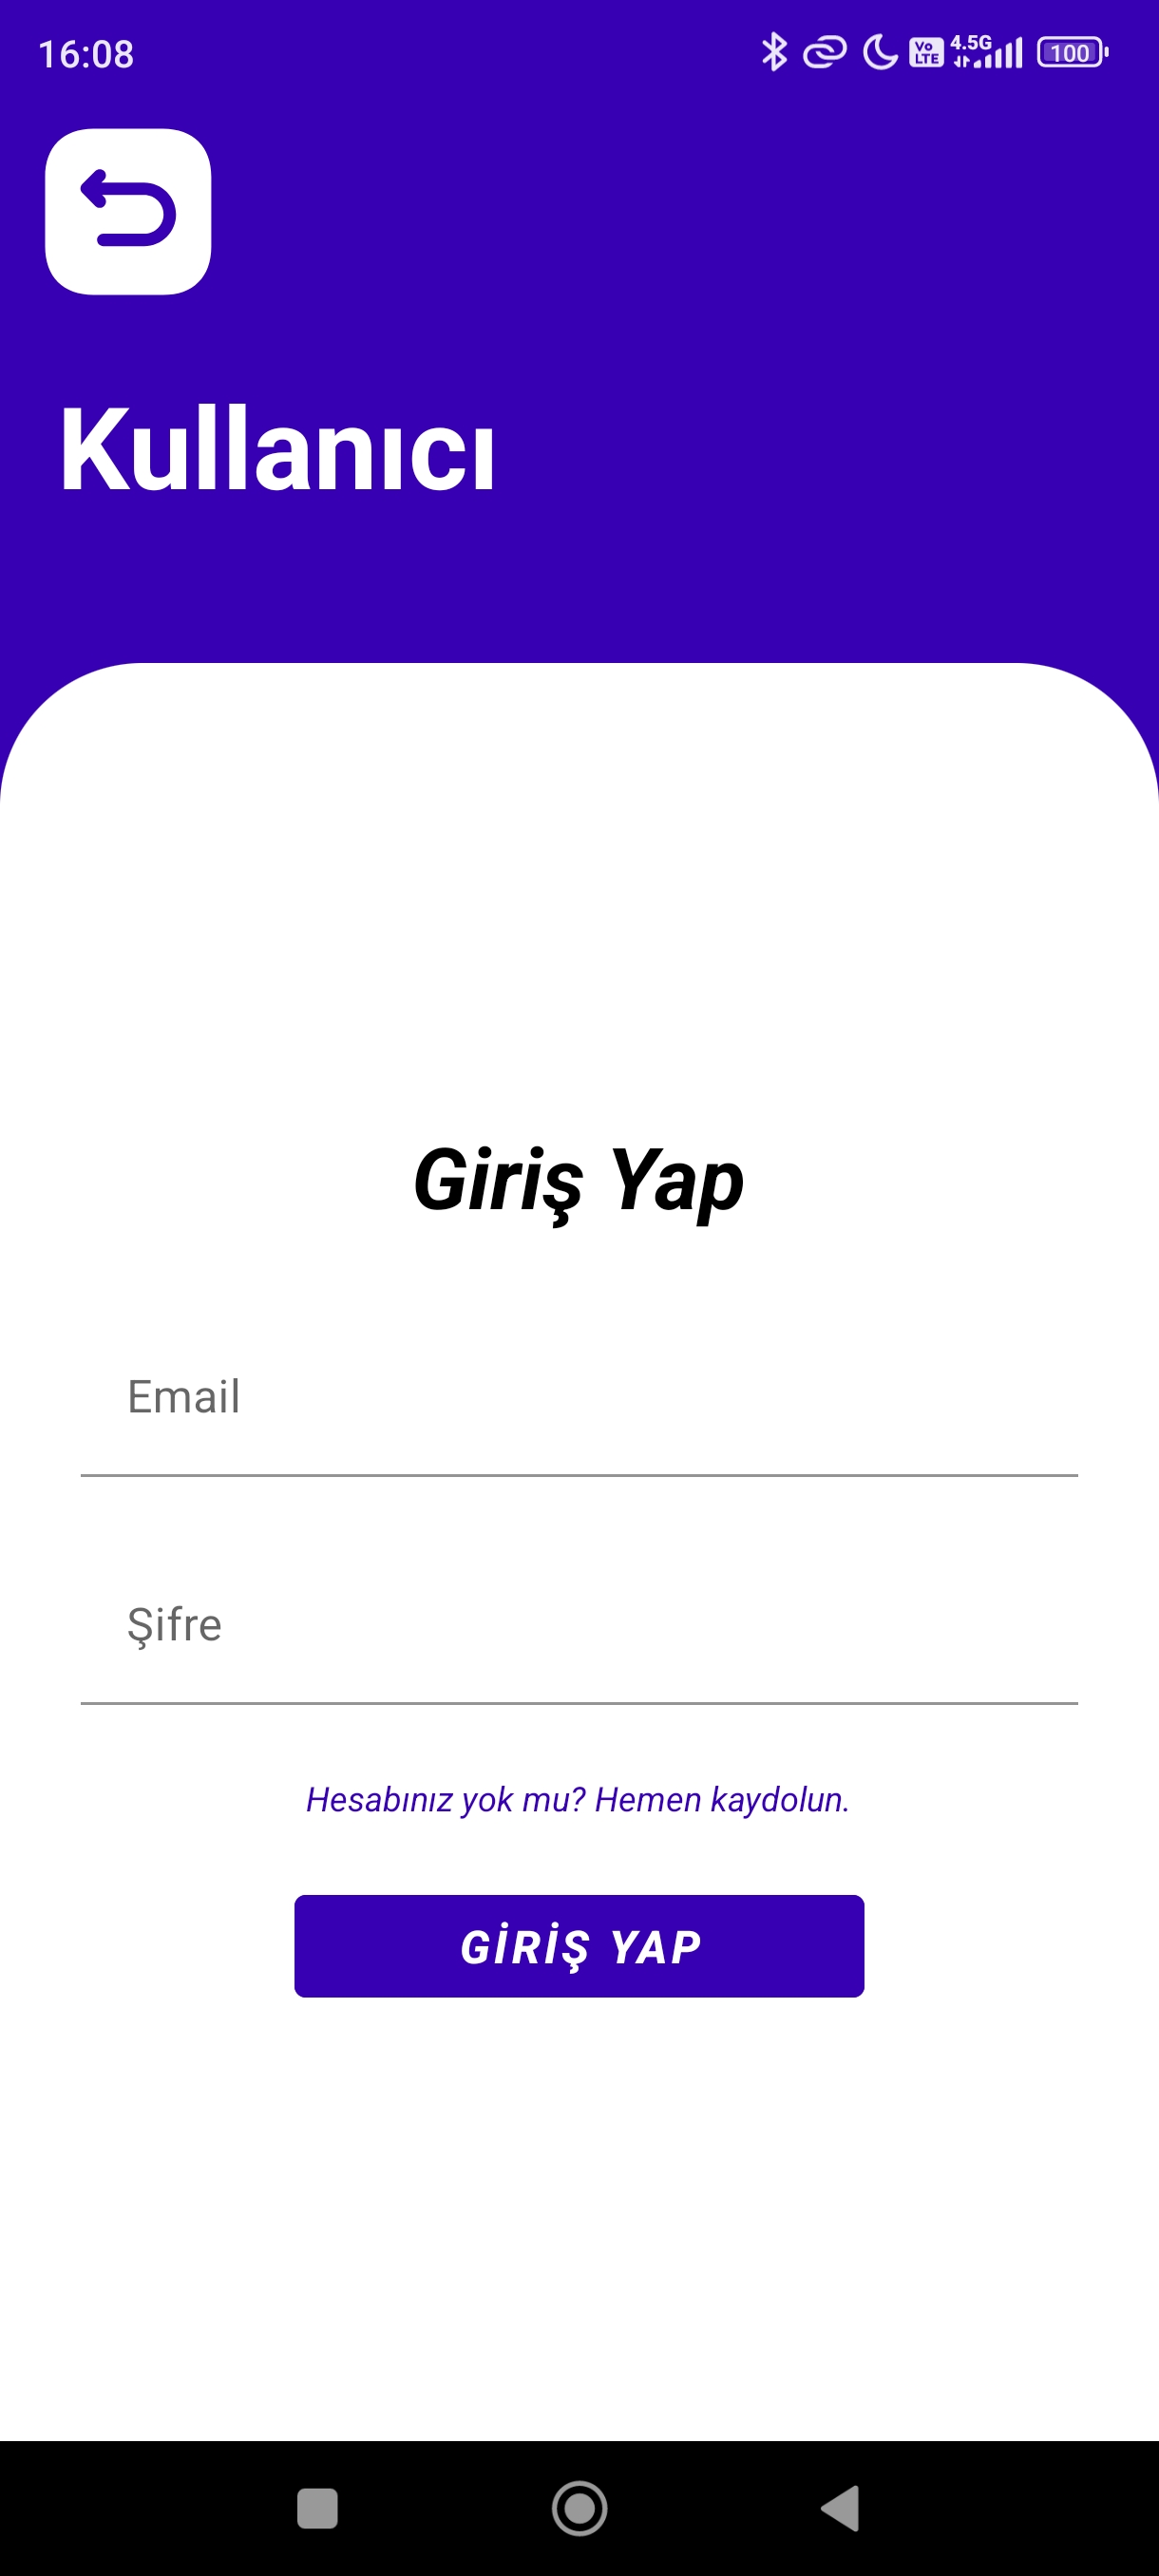 16:08
Vo LTE 4.5G 100
Kullanıcı
Giriş Yap
Email
Şifre
Hesabınız yok mu? Hemen kaydolun.
GİRİŞ YAP